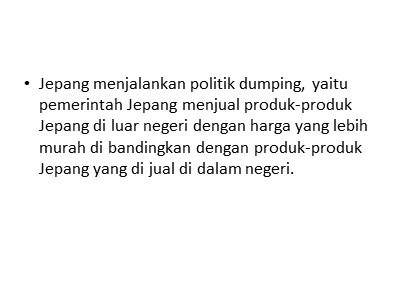 • Jepang menjalankan politik dumping, yaitu
pemerintah Jepang menjual produk-produk
Jepang di luar negeri dengan harga yang lebih
murah di bandingkan dengan produk-produk
Jepang yang di jual di dalam negeri.